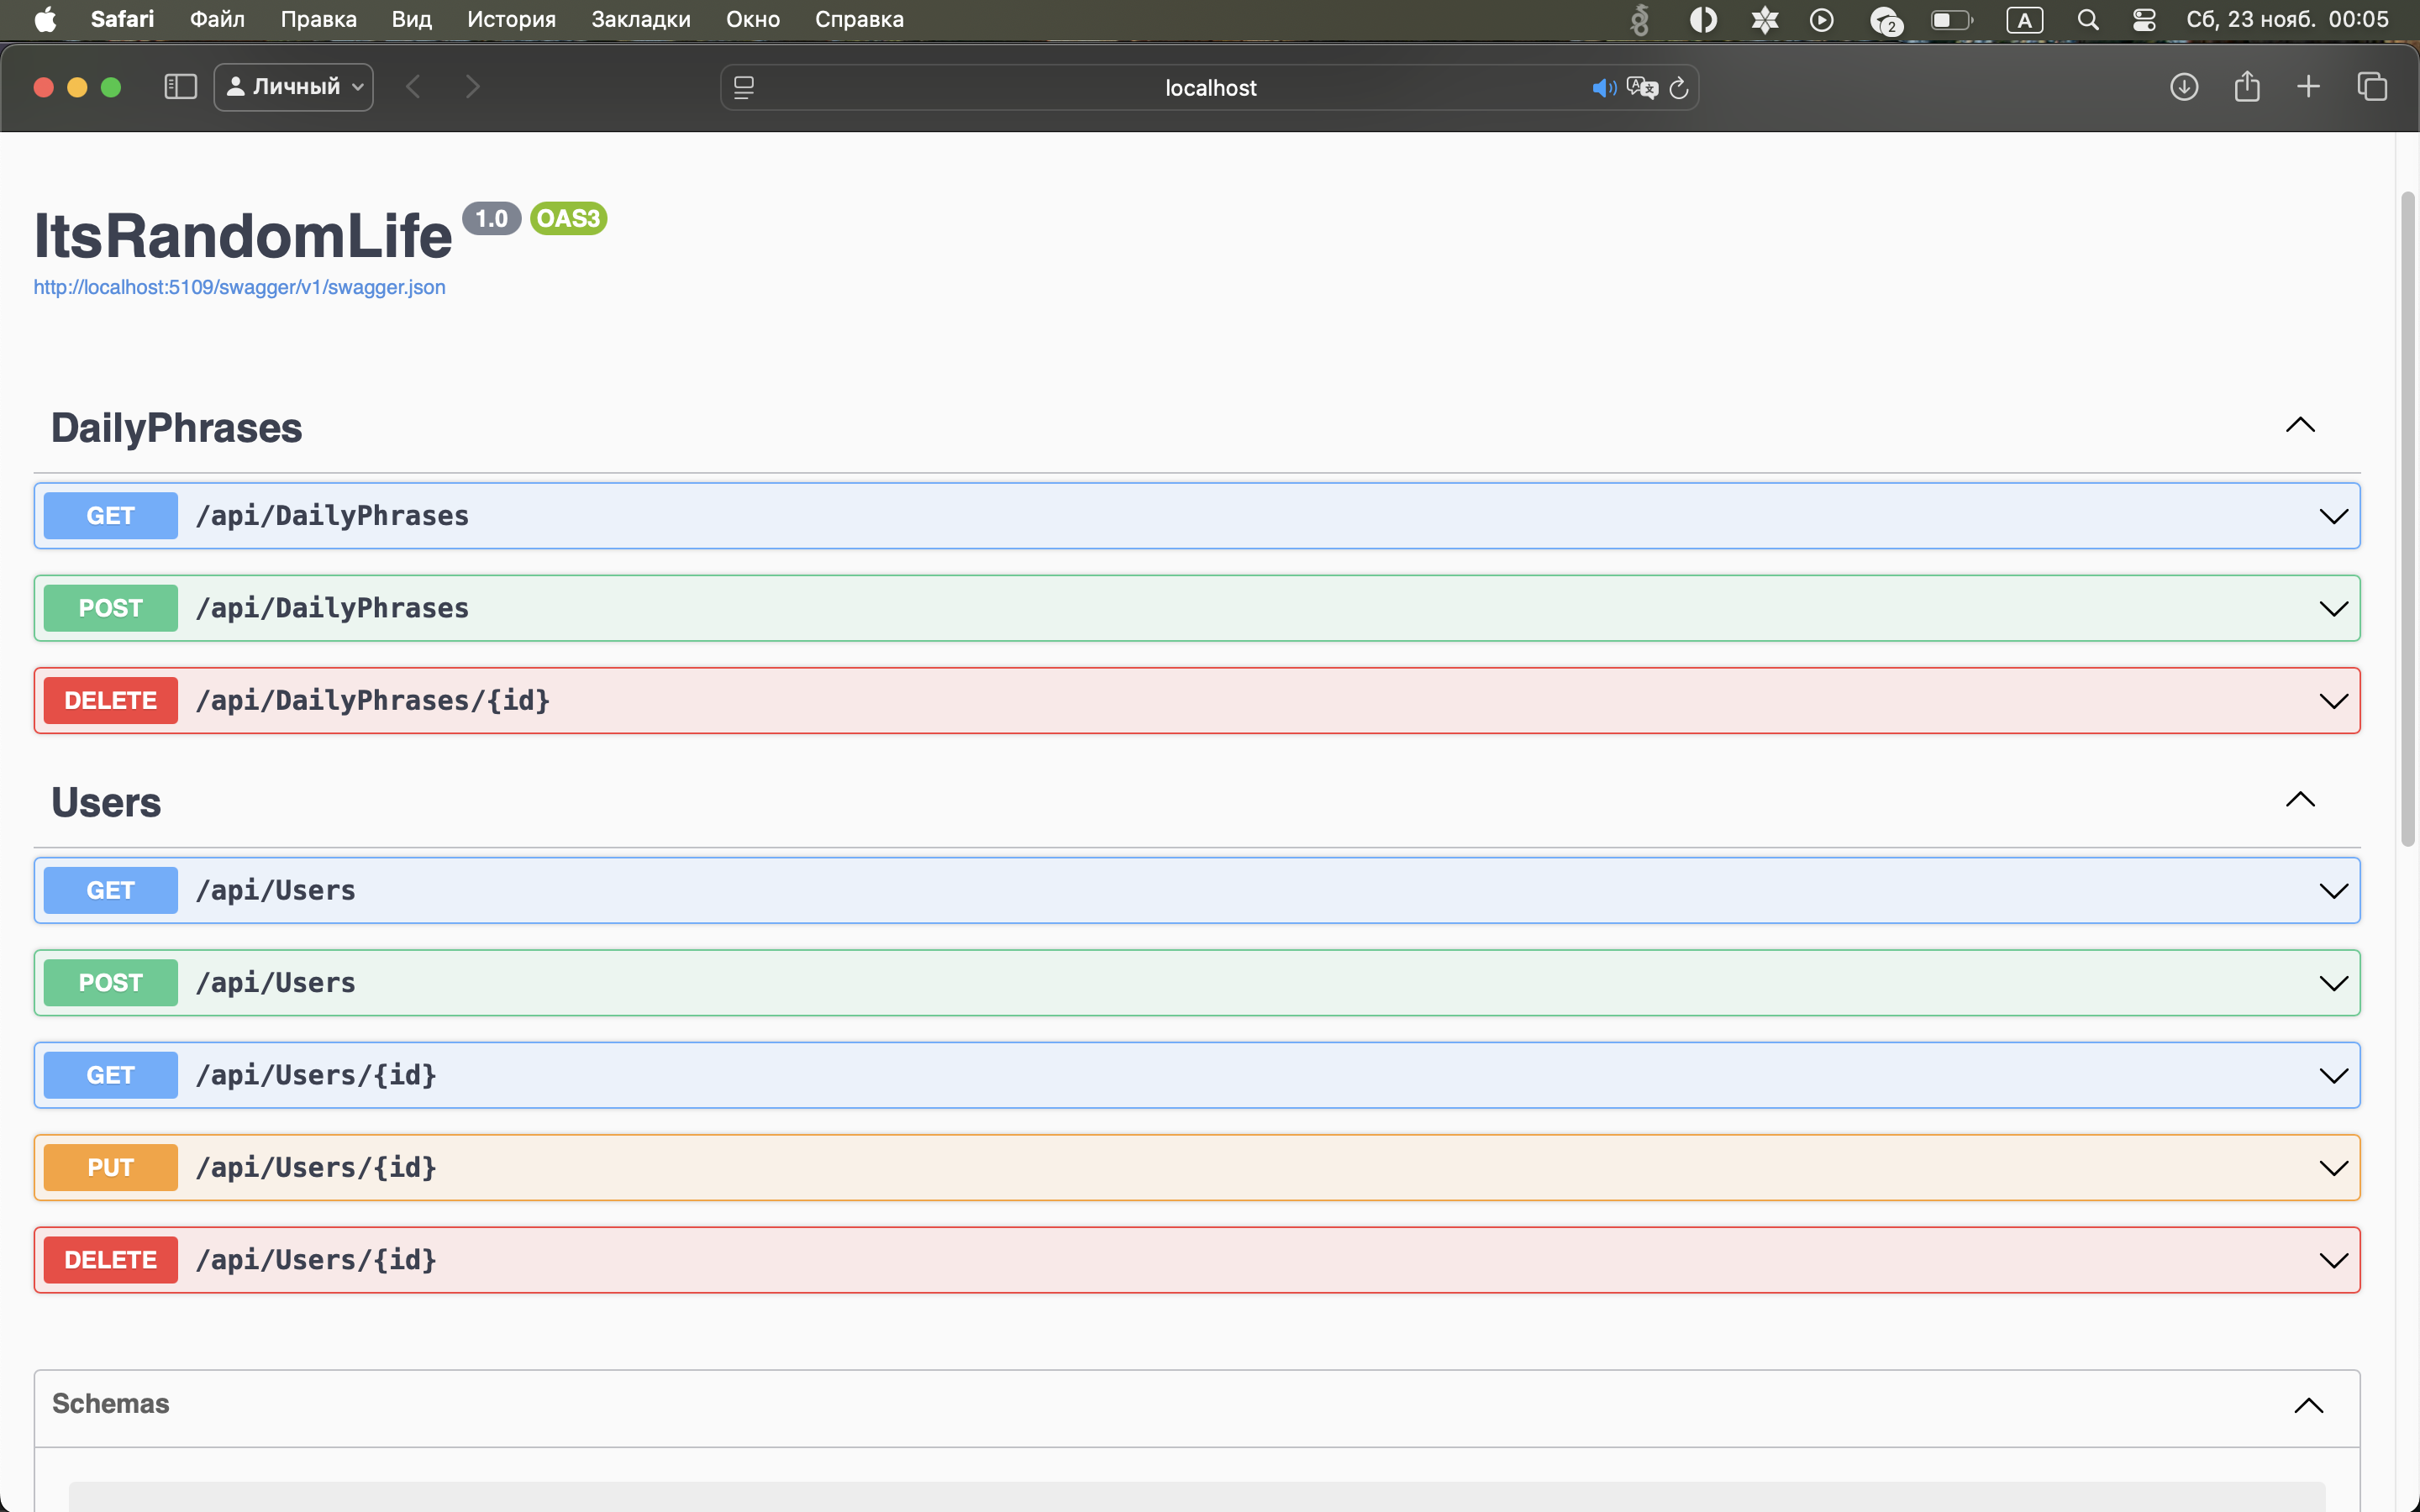 Safari Файл Правка Вид История Закладки Окно Справка 2 A Сб, 23 нояб. 00:05
Личный localhost
ItsRandomLife 1.0 OAS3
http://localhost:5109/swagger/v1/swagger.json
DailyPhrases
GET /api/DailyPhrases
POST /api/DailyPhrases
DELETE /api/DailyPhrases/{id}
Users
GET /api/Users
POST /api/Users
GET /api/Users/{id}
PUT /api/Users/{id}
DELETE /api/Users/{id}
Schemas